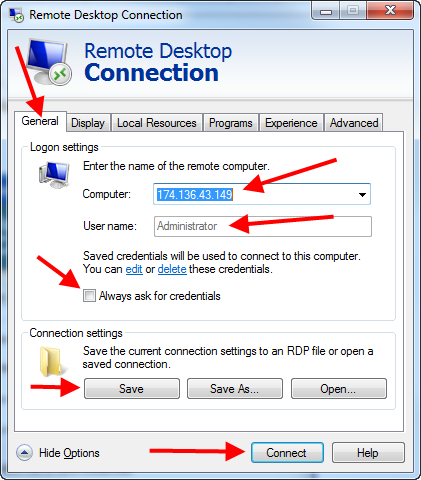 Remote Desktop Connection
Remote Desktop
Connection
General Display Local Resources Programs Experience Advanced
Logon settings
Enter the name of the remote computer.
Computer: 174.136.43.149
User name: Administrator
Saved credentials will be used to connect to this computer.
You can edit or delete these credentials.
Always ask for credentials
Connection settings
Save the current connection settings to an RDP file or open a
saved connection.
Save Save As... Open...
Hide Options Connect Help